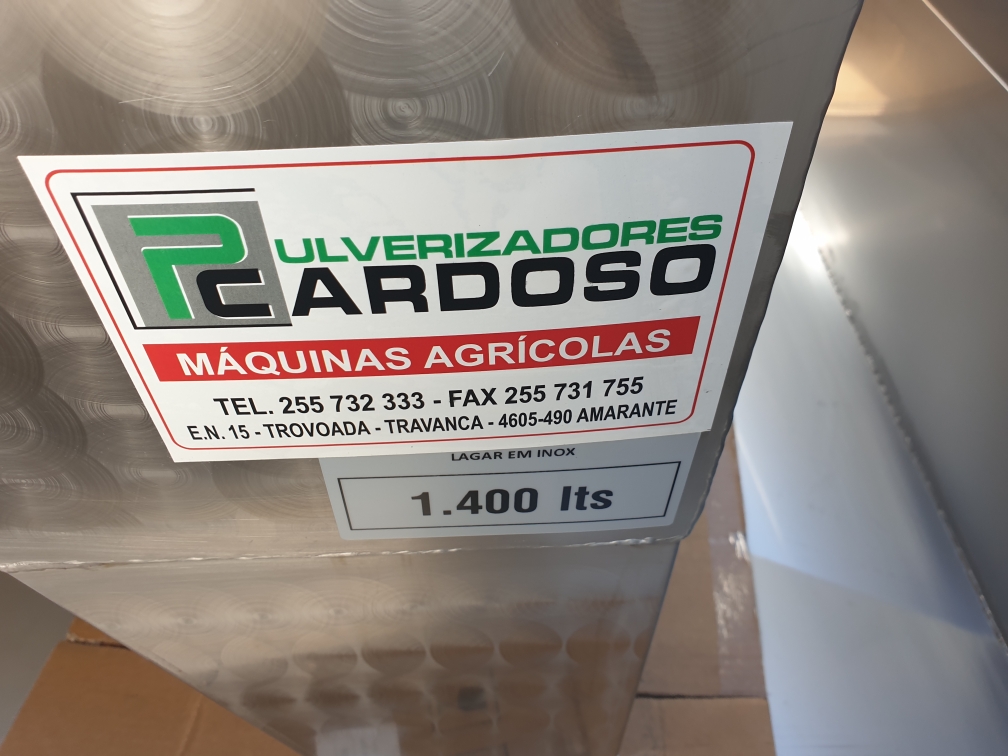 PULVERIZADORES
CARDOSO
MÁQUINAS AGRÍCOLAS
TEL. 255 732 333 - FAX 255 731 755
E.N. 15 - TROVOADA - TRAVANCA - 4605-490 AMARANTE
LAGAR EM INOX
1.400 lts